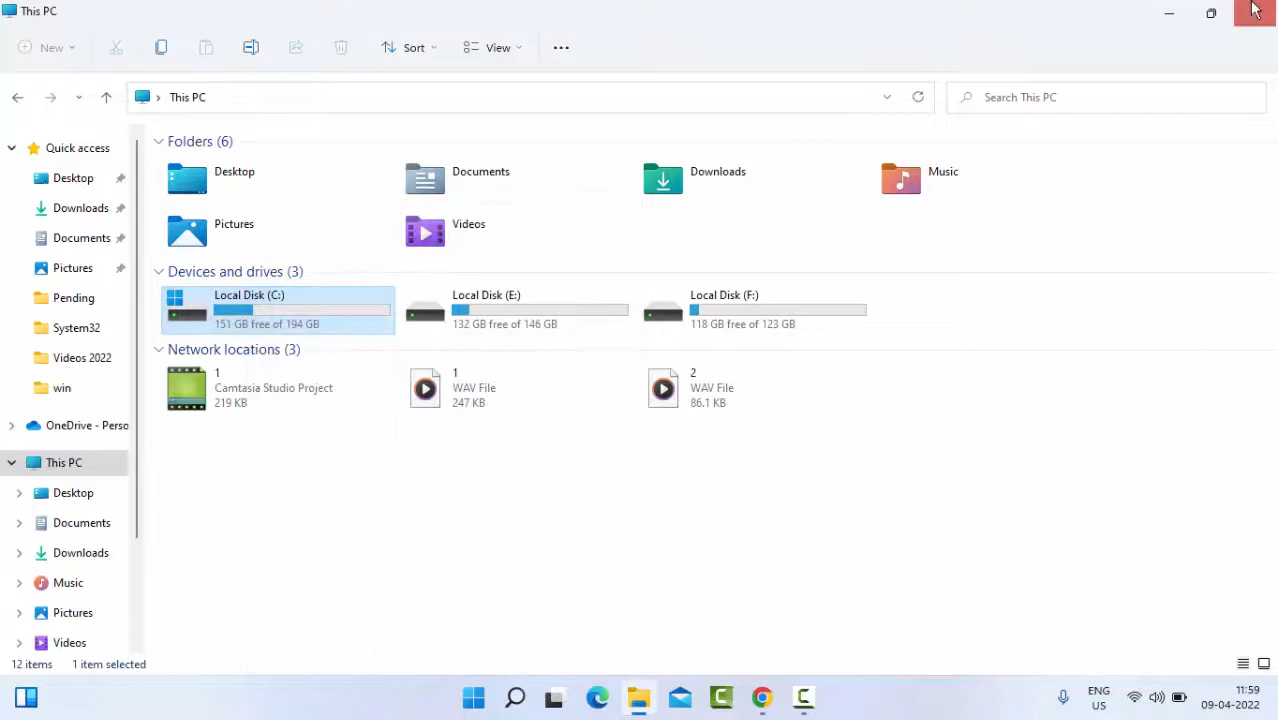 This PC
New
Sort
View
This PC
Search This PC
Quick access
Desktop
Downloads
Documents
Pictures
Pending
System32
Videos 2022
win
OneDrive - Perso
This PC
Desktop
Documents
Downloads
Music
Pictures
Videos
Folders (6)
Desktop
Documents
Downloads
Music
Pictures
Videos
Devices and drives (3)
Local Disk (C:)
151 GB free of 194 GB
Local Disk (E:)
132 GB free of 146 GB
Local Disk (F:)
118 GB free of 123 GB
Network locations (3)
1
Camtasia Studio Project
219 KB
1
WAV File
247 KB
2
WAV File
86.1 KB
12 items
1 item selected
ENG
US
11:59
09-04-2022